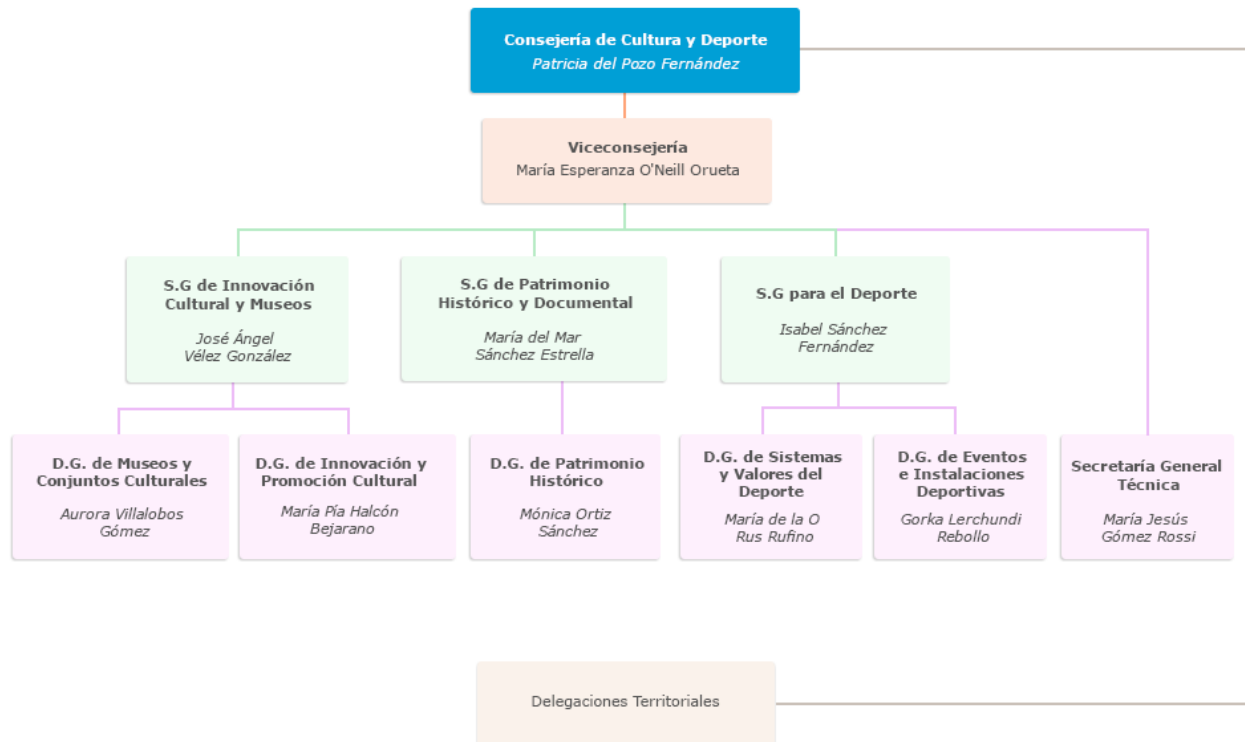 Consejería de Cultura y Deporte
Patricia del Pozo Fernández
Viceconsejería
María Esperanza O'Neill Orueta
S.G de Innovación
Cultural y Museos
José Ángel
Vélez González
S.G de Patrimonio
Histórico y Documental
María del Mar
Sánchez Estrella
S.G para el Deporte
Isabel Sánchez
Fernández
D.G. de Museos y
Conjuntos Culturales
Aurora Villalobos
Gómez
D.G. de Innovación y
Promoción Cultural
María Pía Halcón
Bejarano
D.G. de Patrimonio
Histórico
Mónica Ortiz
Sánchez
D.G. de Sistemas
y Valores del
Deporte
María de la O
Rus Rufino
D.G. de Eventos
e Instalaciones
Deportivas
Gorka Lerchundi
Rebollo
Secretaría General
Técnica
María Jesús
Gómez Rossi
Delegaciones Territoriales